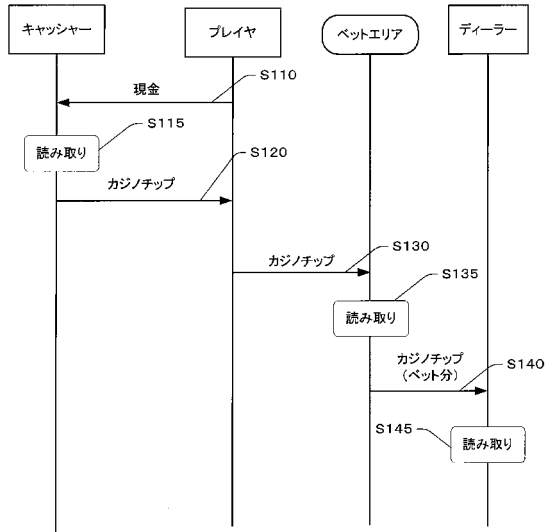 キャッシャー
プレイヤ
ベットエリア
ディーラー
現金
S110
読み取り
S115
カジノチップ
S120
カジノチップ
S130
読み取り
S135
カジノチップ
(ベット分)
S140
S145
読み取り